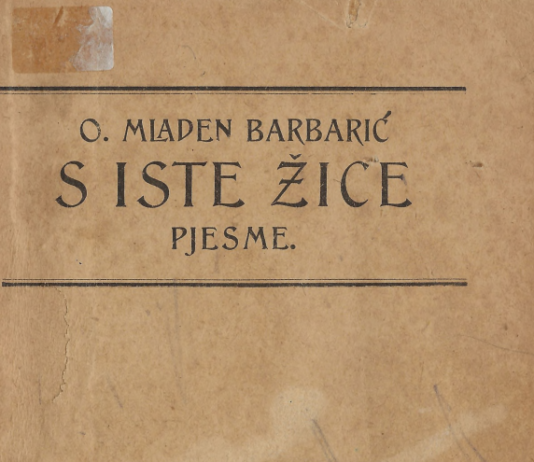 O. MLADEN BARBARIĆ
S ISTE ŽICE
PJESME.